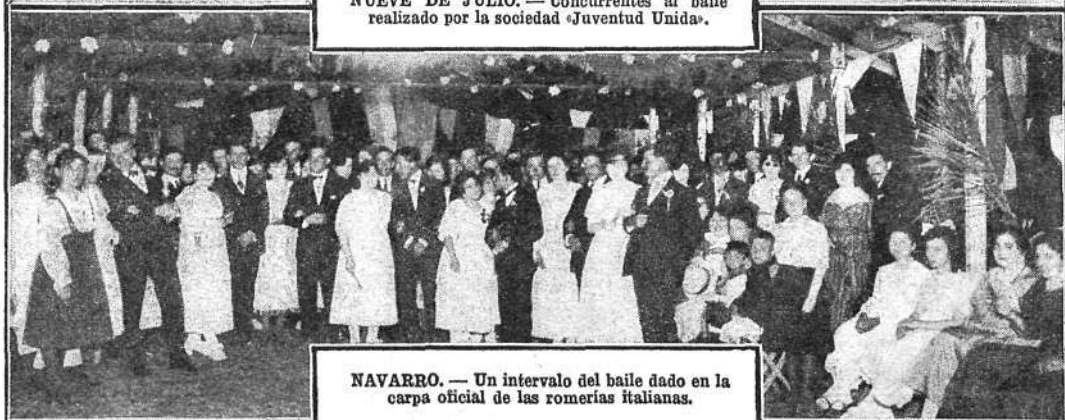 NUEVE DE JULIO. — Concurrentes al baile
realizado por la sociedad «Juventud Unida».
NAVARRO. — Un intervalo del baile dado en la
carpa oficial de las romerías italianas.